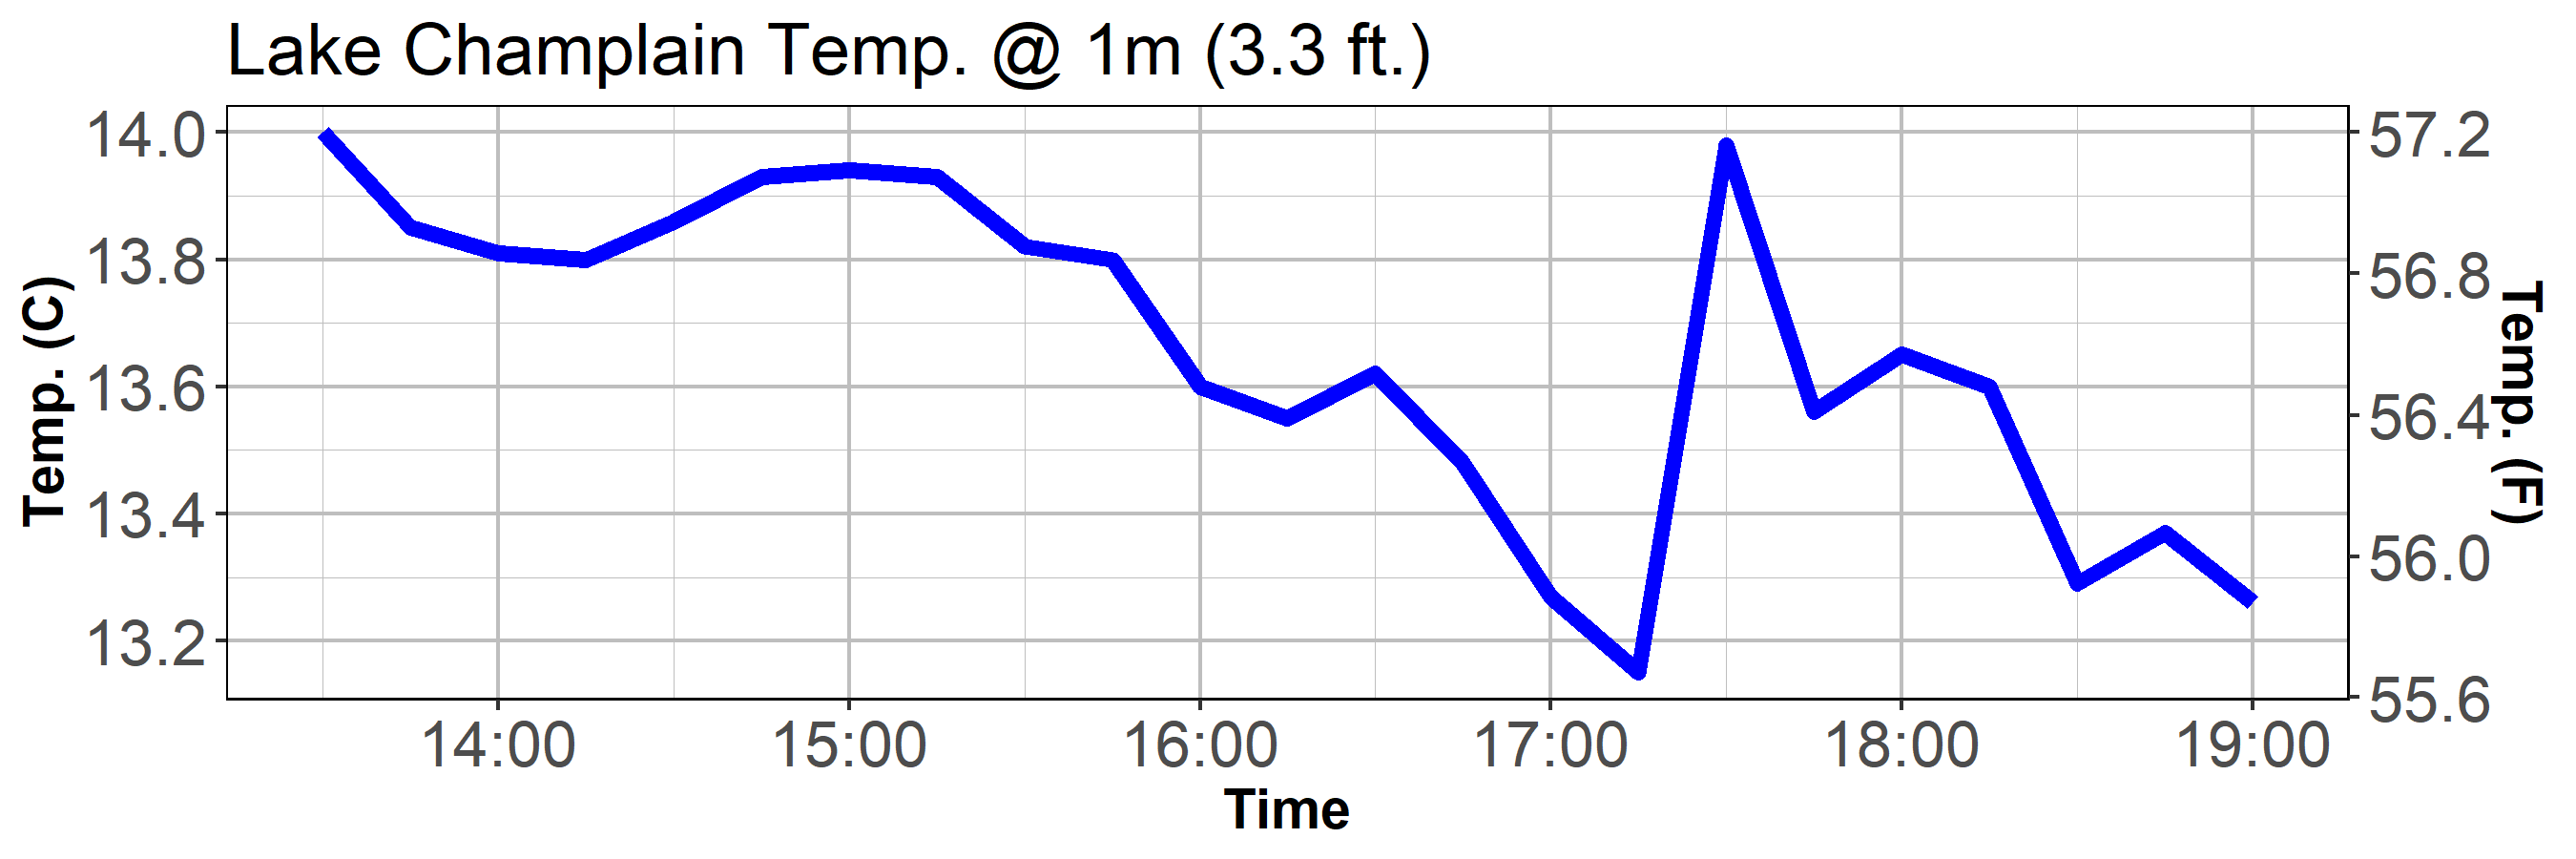 Lake Champlain Temp. @ 1m (3.3 ft.)
14.0
13.8
13.6
13.4
13.2
Temp. (C)
57.2
56.8
56.4
56.0
55.6
Temp. (F)
14:00 15:00 16:00 17:00 18:00 19:00
Time